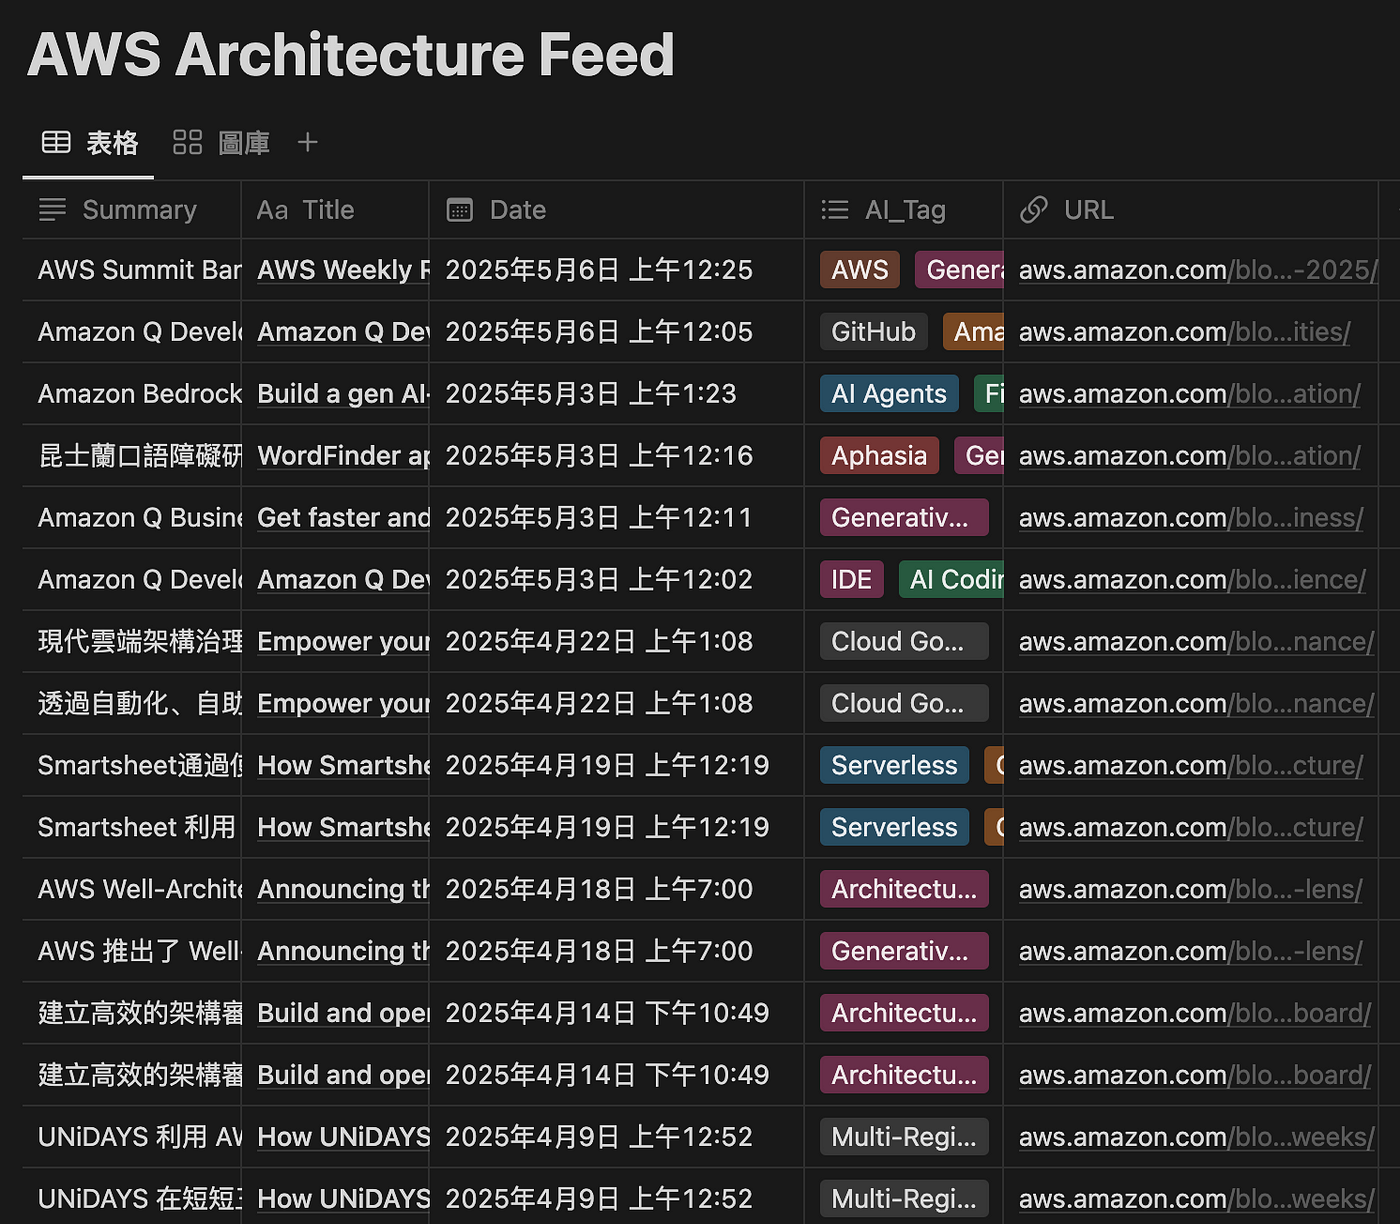 AWS Architecture Feed
表格 圖庫 +
Summary Aa Title Date AI_Tag URL
AWS Summit Ban AWS Weekly R 2025年5月6日 上午12:25 AWS Genera aws.amazon.com/blo...-2025/
Amazon Q Develo Amazon Q Dev 2025年5月6日 上午12:05 GitHub Ama aws.amazon.com/blo...ities/
Amazon Bedrock Build a gen AI- 2025年5月3日 上午1:23 AI Agents Fi aws.amazon.com/blo...ation/
昆士蘭口語障礙研 WordFinder ap 2025年5月3日 上午12:16 Aphasia Gen aws.amazon.com/blo...ation/
Amazon Q Busine Get faster and 2025年5月3日 上午12:11 Generativ... aws.amazon.com/blo...iness/
Amazon Q Develo Amazon Q Dev 2025年5月3日 上午12:02 IDE AI Codin aws.amazon.com/blo...ience/
現代雲端架構治理 Empower your 2025年4月22日 上午1:08 Cloud Go... aws.amazon.com/blo...nance/
透過自動化、自助 Empower your 2025年4月22日 上午1:08 Cloud Go... aws.amazon.com/blo...nance/
Smartsheet通過使 How Smartshe 2025年4月19日 上午12:19 Serverless aws.amazon.com/blo...cture/
Smartsheet 利用 How Smartshe 2025年4月19日 上午12:19 Serverless aws.amazon.com/blo...cture/
AWS Well-Archite Announcing th 2025年4月18日 上午7:00 Architectu... aws.amazon.com/blo...-lens/
AWS 推出了 Well- Announcing th 2025年4月18日 上午7:00 Generativ... aws.amazon.com/blo...-lens/
建立高效的架構審 Build and oper 2025年4月14日 下午10:49 Architectu... aws.amazon.com/blo...board/
建立高效的架構審 Build and oper 2025年4月14日 下午10:49 Architectu... aws.amazon.com/blo...board/
UNiDAYS 利用 AW How UNiDAYS 2025年4月9日 上午12:52 Multi-Regi... aws.amazon.com/blo...weeks/
UNiDAYS 在短短 How UNiDAYS 2025年4月9日 上午12:52 Multi-Regi... aws.amazon.com/blo...weeks/